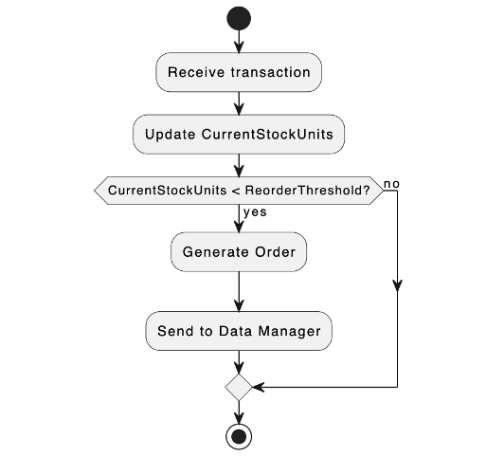 Receive transaction
Update CurrentStockUnits
CurrentStockUnits < ReorderThreshold?
no
yes
Generate Order
Send to Data Manager